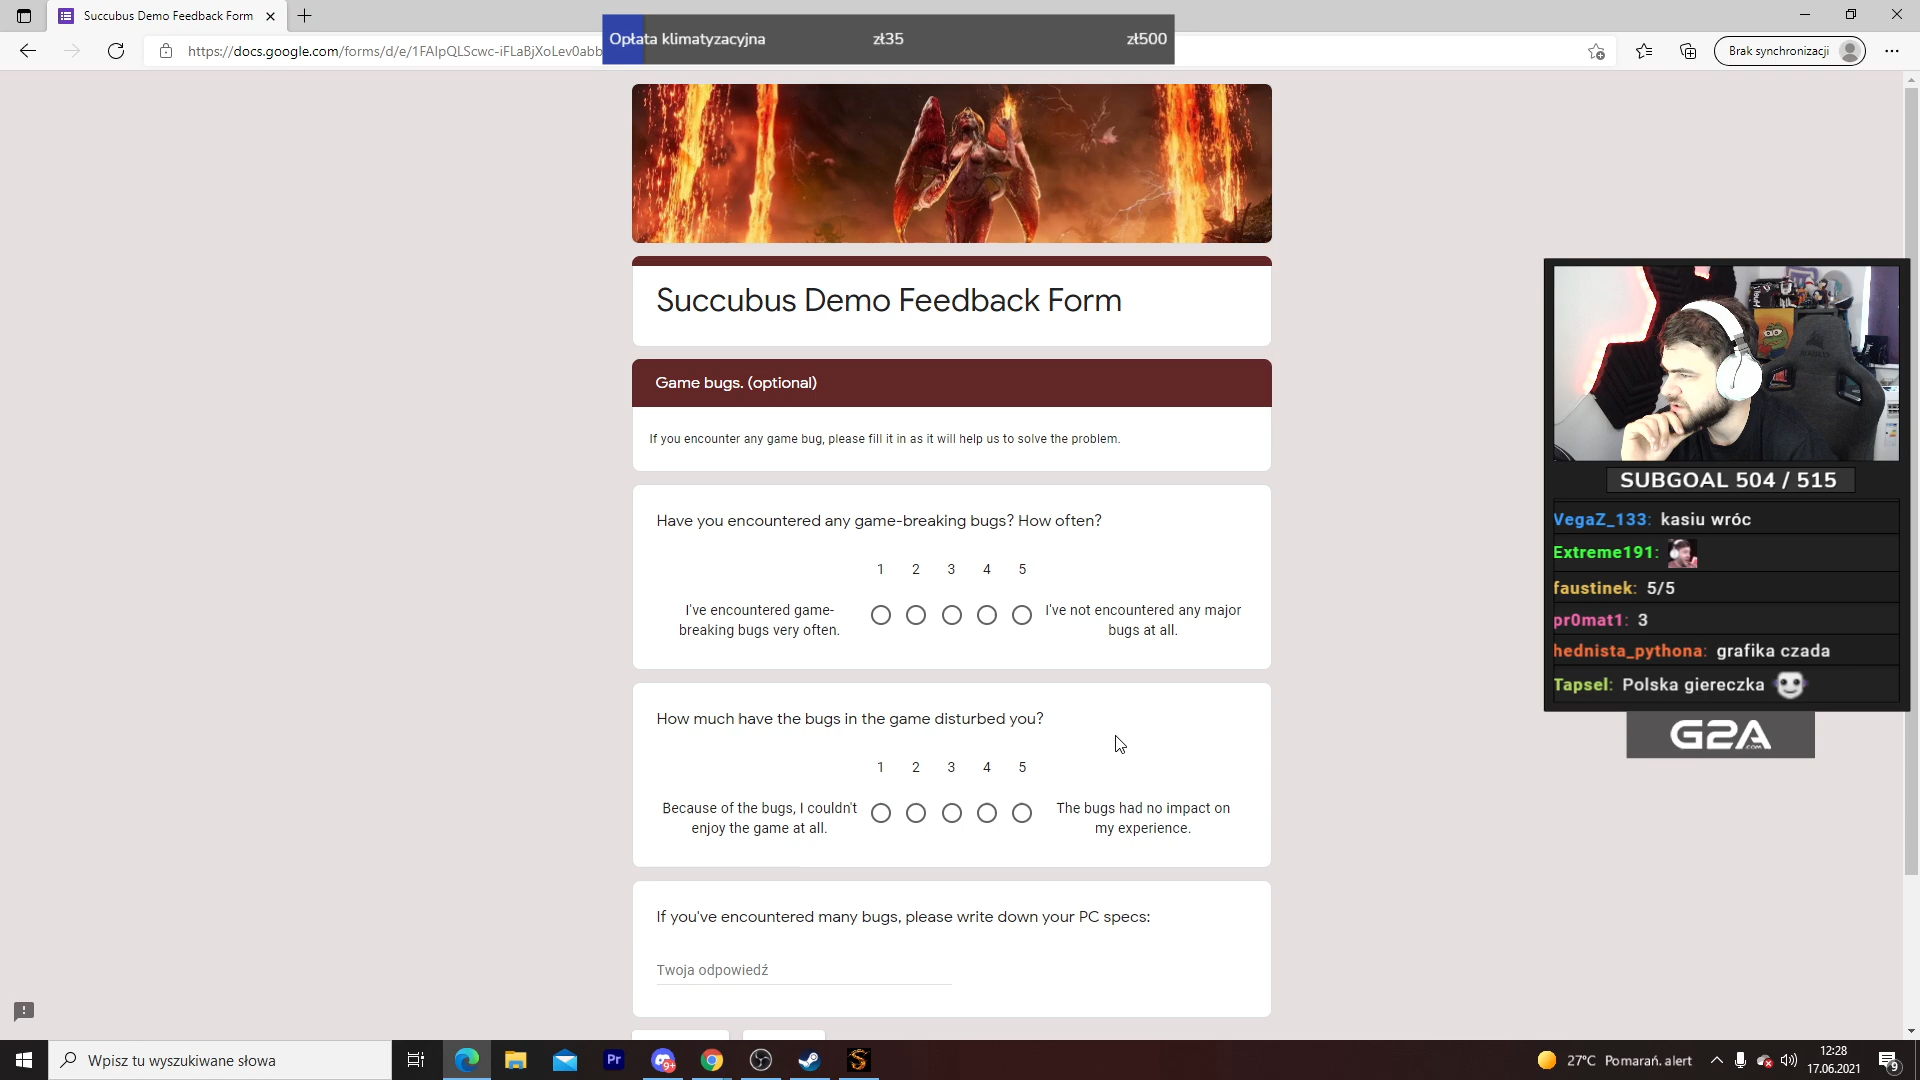 Succubus Demo Feedback Form
https://docs.google.com/forms/d/e/1FAIpQLScwc-iFLaBjXoLev0abb
Opłata klimatyzacyjna zł35 zł500
Brak synchronizacji
Succubus Demo Feedback Form
Game bugs. (optional)
If you encounter any game bug, please fill it in as it will help us to solve the problem.
Have you encountered any game-breaking bugs? How often?
1 2 3 4 5
I've encountered game-
breaking bugs very often.
I've not encountered any major
bugs at all.
How much have the bugs in the game disturbed you?
1 2 3 4 5
Because of the bugs, I couldn't
enjoy the game at all.
The bugs had no impact on
my experience.
If you've encountered many bugs, please write down your PC specs:
Twoja odpowiedź
SUBGOAL 504 / 515
VegaZ_133: kasiu wróc
Extreme191:
faustinek: 5/5
pr0mat1: 3
hednista_pythona: grafika czada
Tapsel: Polska giereczka
G2A.COM
Wpisz tu wyszukiwane słowa
Pr
9+
27°C Pomarań. alert
12:28
17.06.2021
9